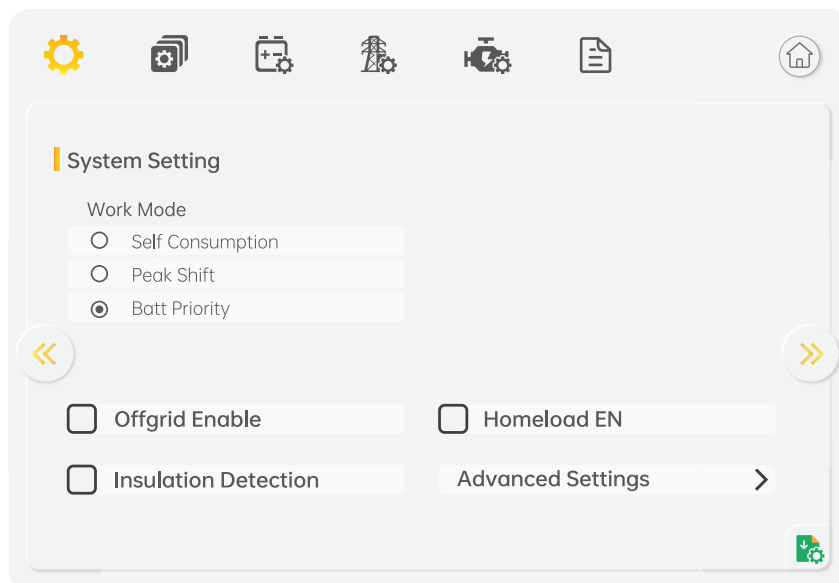 System Setting
Work Mode
Self Consumption
Peak Shift
Batt Priority
Offgrid Enable
Homeload EN
Insulation Detection
Advanced Settings